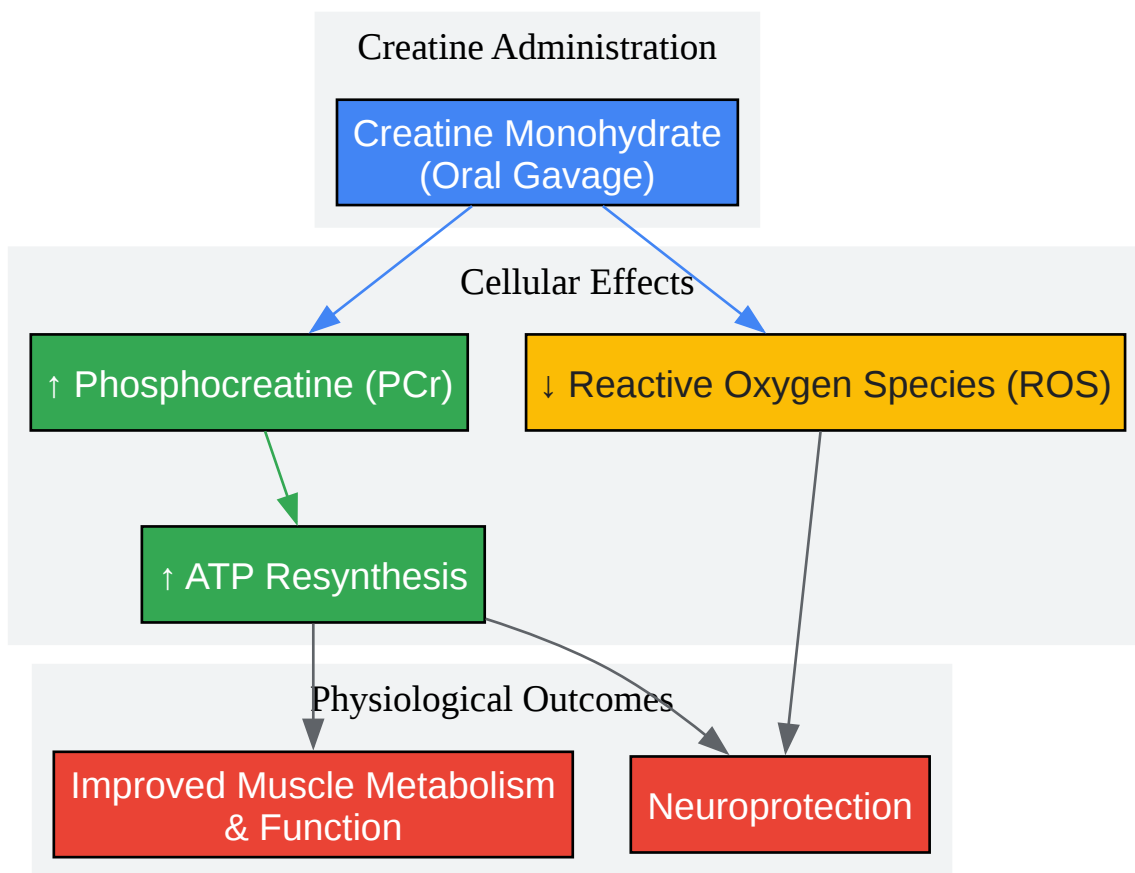 Creatine Administration
Creatine Monohydrate
(Oral Gavage)
Cellular Effects
↑ Phosphocreatine (PCr)
↓ Reactive Oxygen Species (ROS)
↑ ATP Resynthesis
Physiological Outcomes
Improved Muscle Metabolism
& Function
Neuroprotection